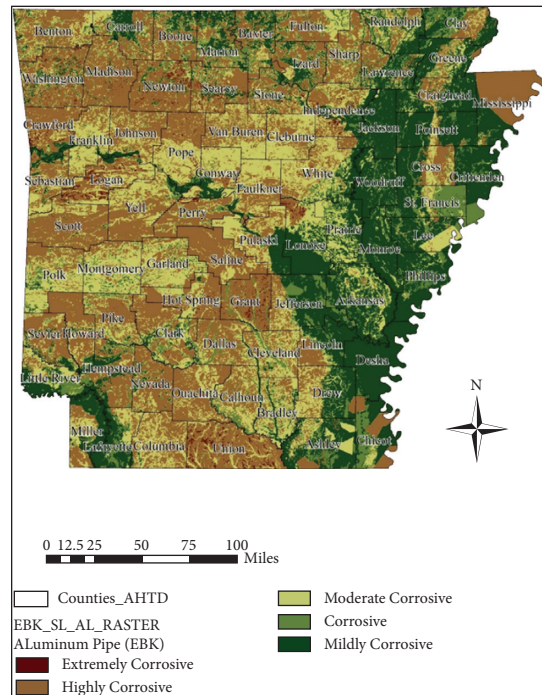 Benton Carroll Boone Baxter Fulton Randolph Clay
Marion Izard Sharp Greene
Washington Madison Newton Searcy Stone Lawrence
Craighead Mississippi
Independence
Crawford Franklin Johnson Van Buren Cleburne Jackson Poinsett
Pope
Conway White Cross
Sebastian Logan Faulkner Woodruff Crittenden
Yell St. Francis
Perry
Scott Pulaski Lonoke Prairie Lee
Saline Monroe
Polk Montgomery Garland Phillips
Hot Spring Grant Jefferson Arkansas
Pike
Sevier Howard Clark Dallas Lincoln
Cleveland Desha
Little River Hempstead
Nevada Ouachita Calhoun Drew
Bradley
Miller
Lafayette Columbia Union Ashley Chicot
N
0 12.5 25 50 75 100
Miles
Counties_AHTD
EBK_SL_AL_RASTER
ALuminum Pipe (EBK)
Extremely Corrosive
Highly Corrosive
Moderate Corrosive
Corrosive
Mildly Corrosive